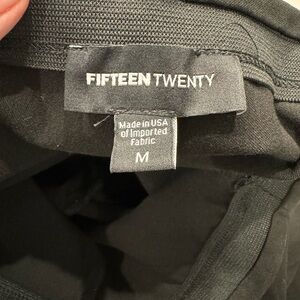 FIFTEEN TWENTY
Made in USA
of Imported
Fabric
M